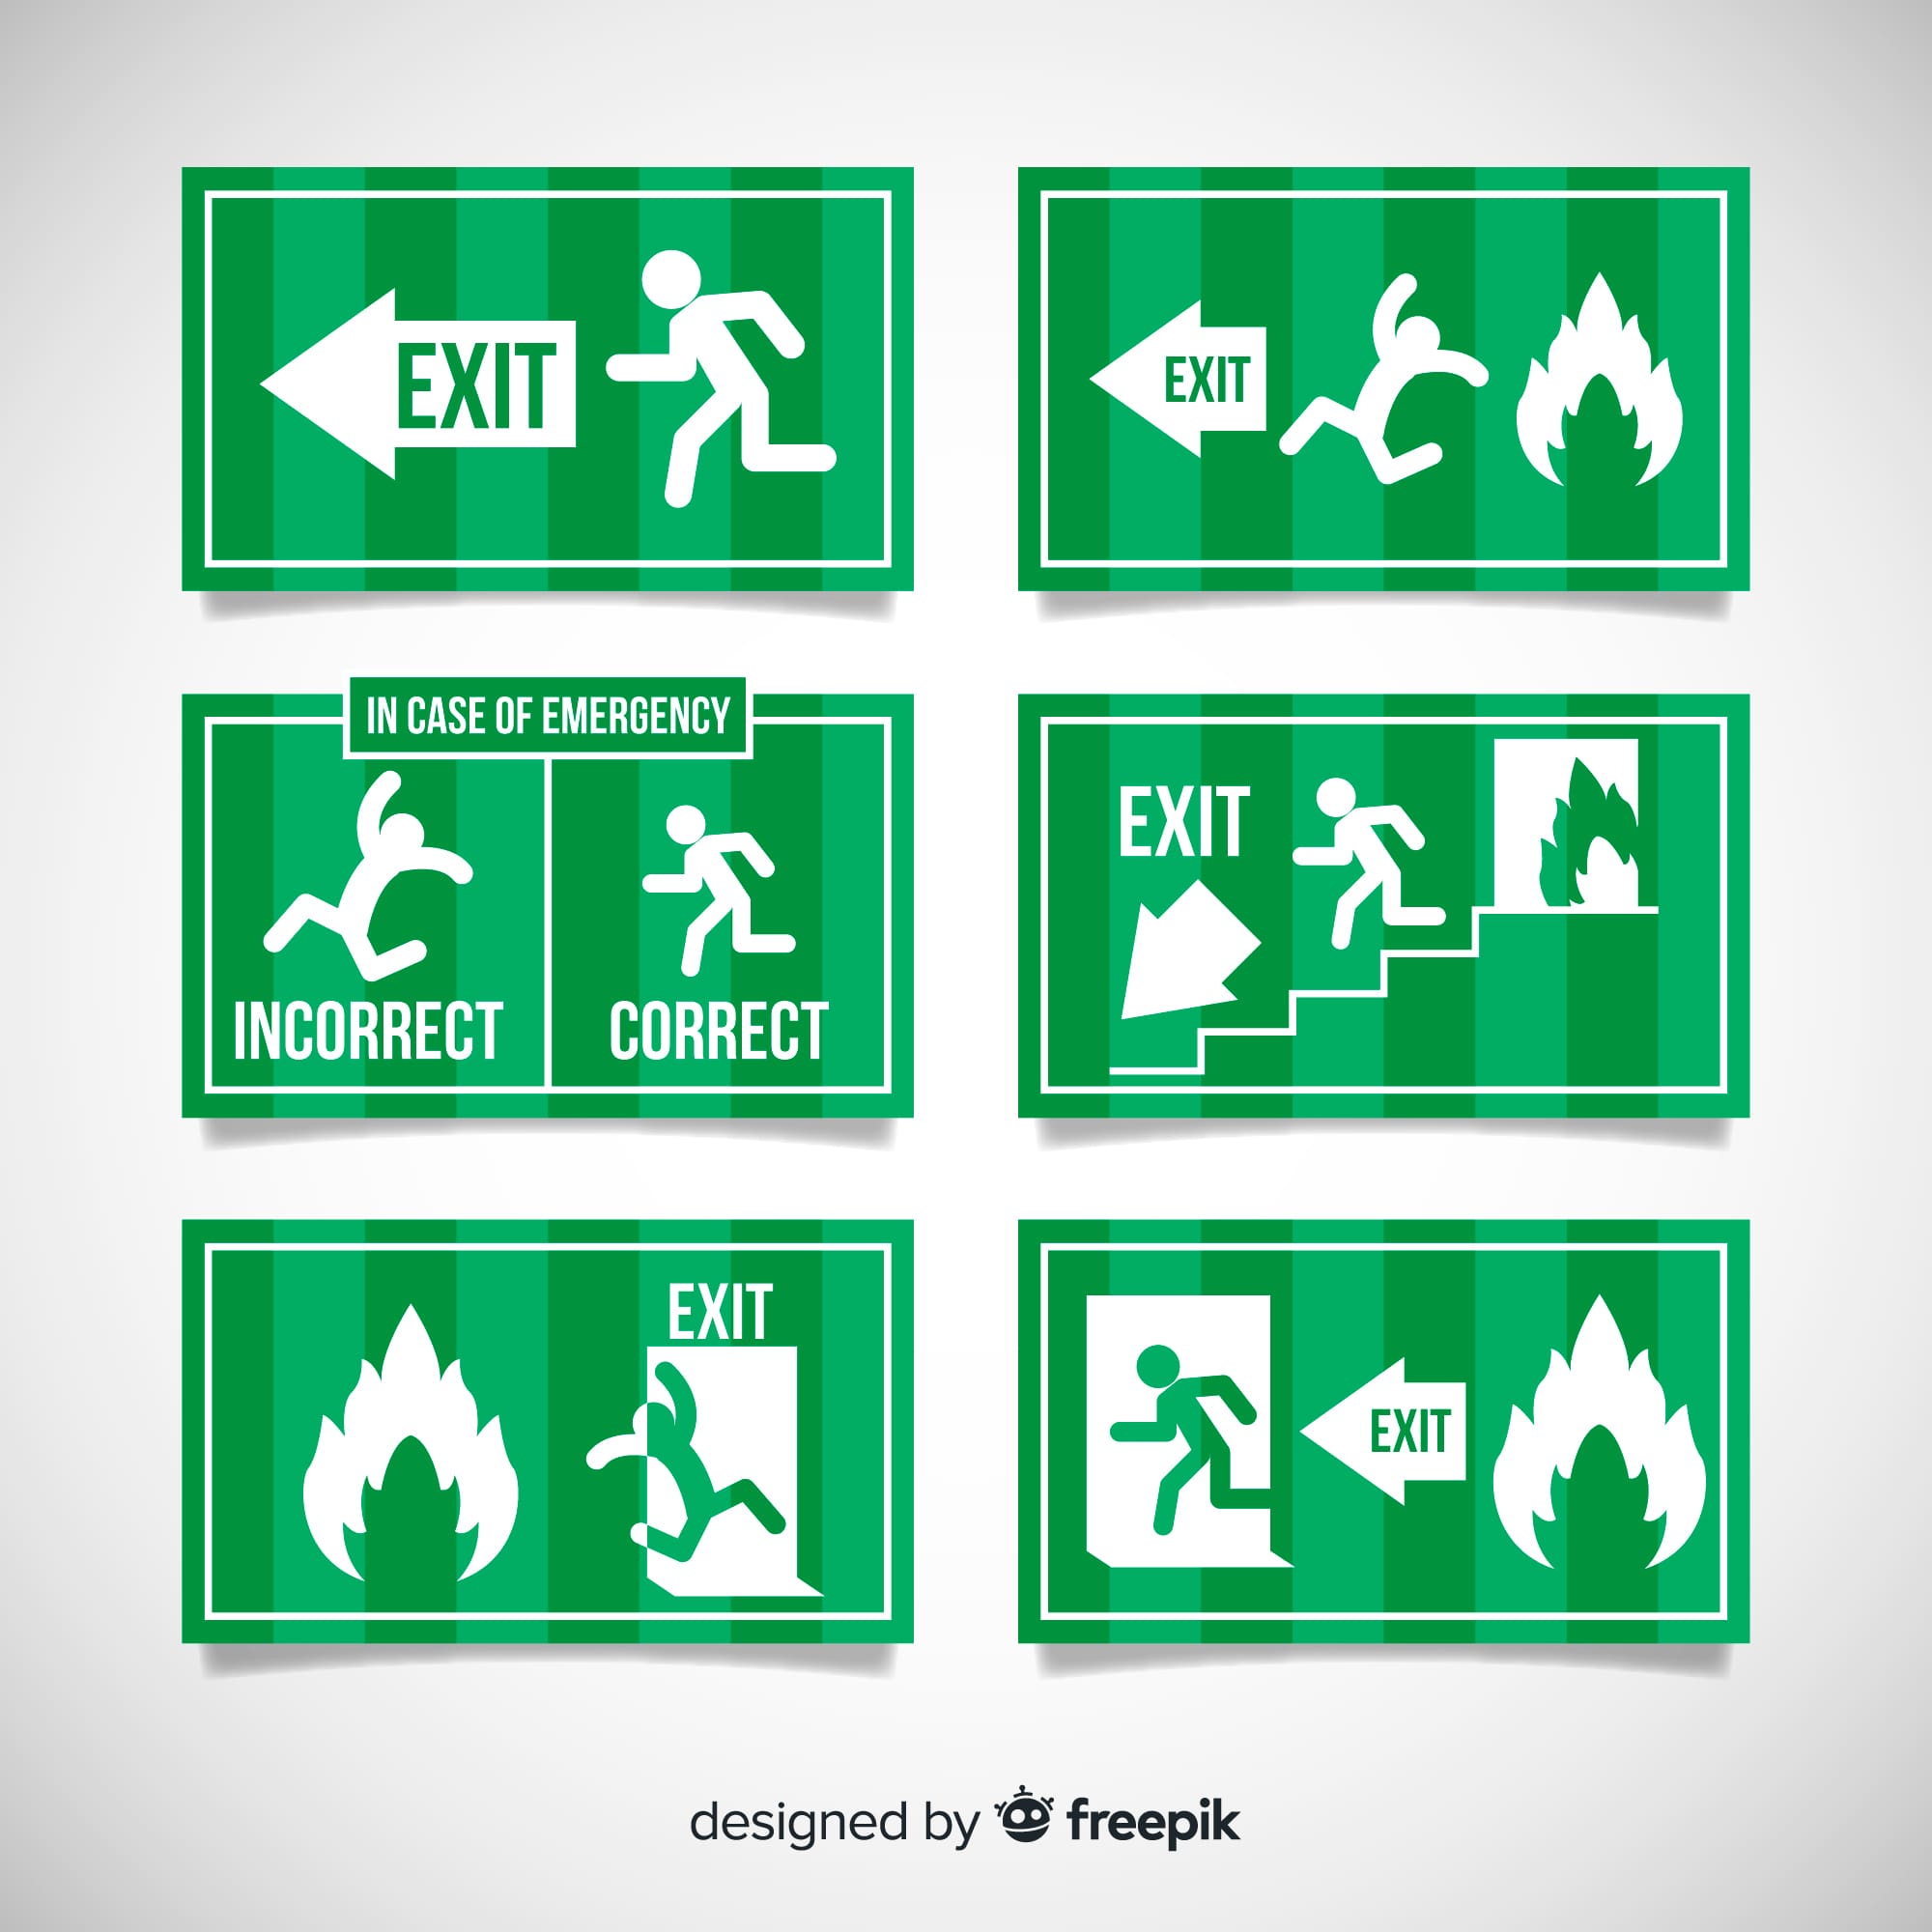 EXIT
EXIT
IN CASE OF EMERGENCY
INCORRECT
CORRECT
EXIT
EXIT
EXIT
designed by freepik